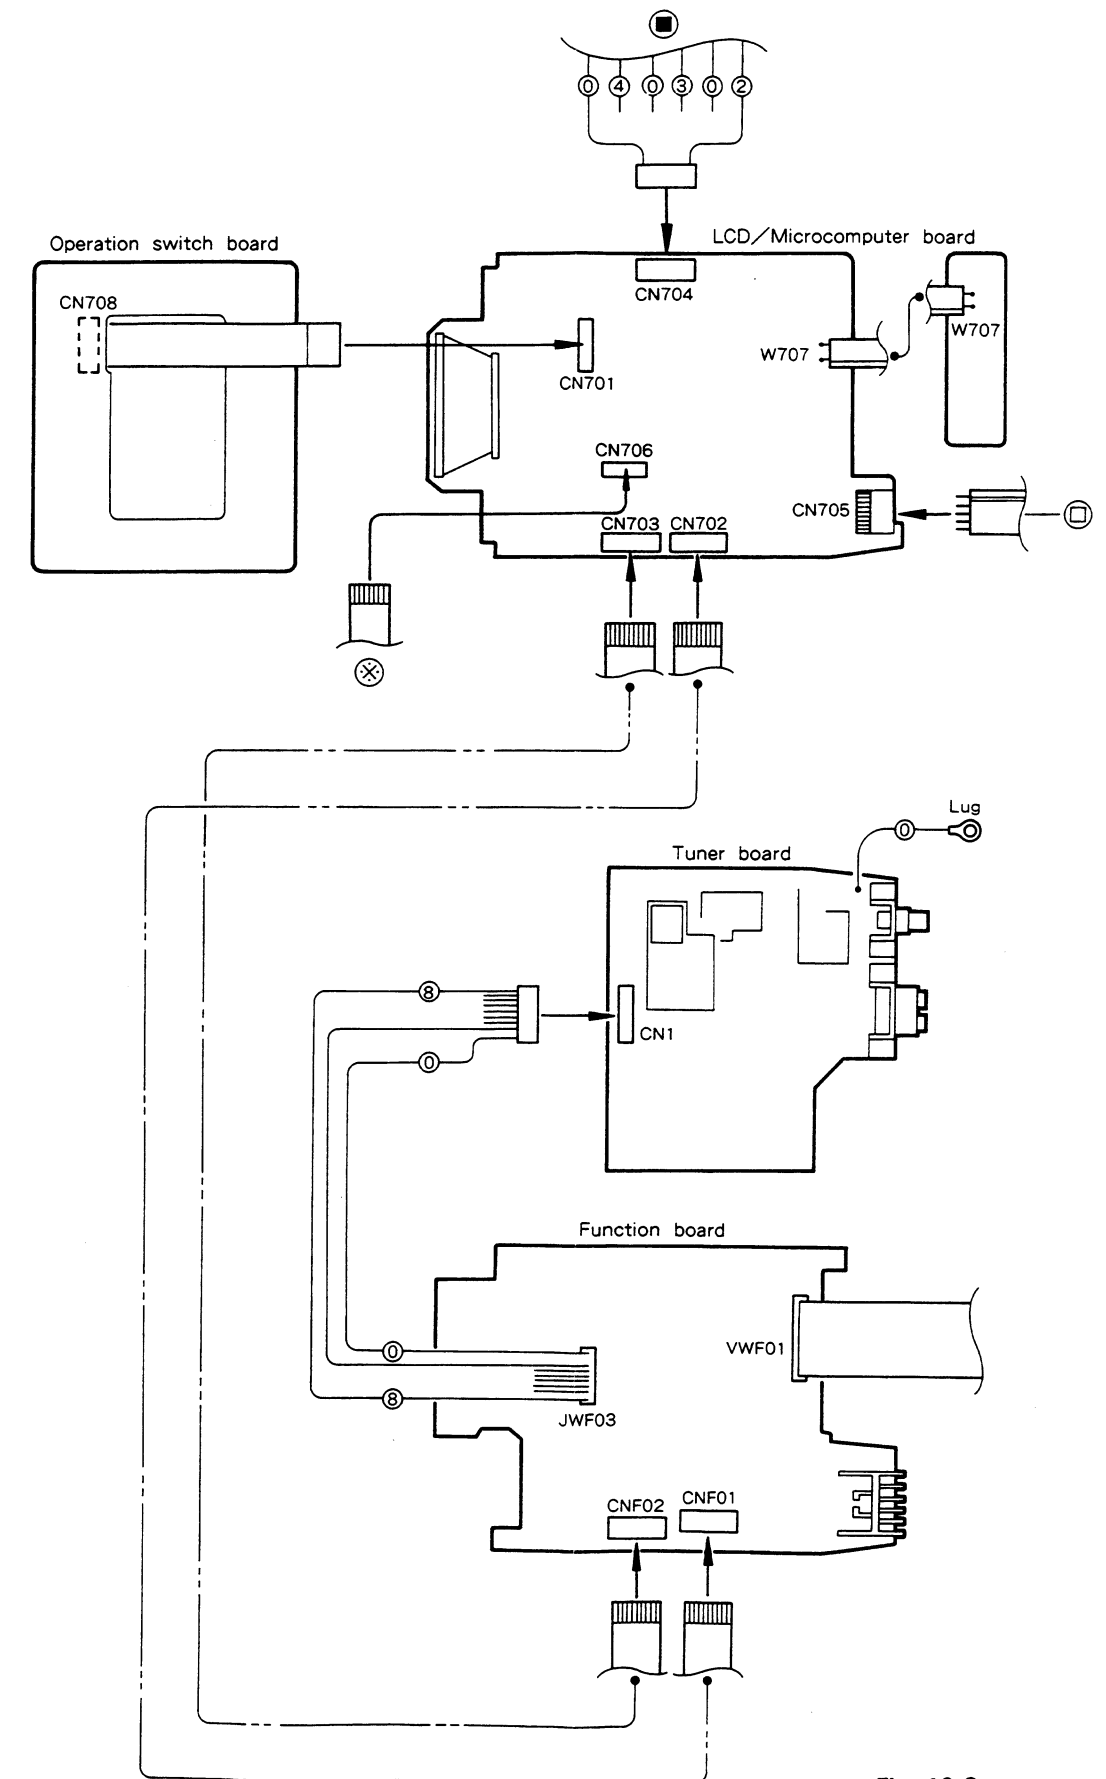 0 4 0 3 0 2
Operation switch board
LCD/Microcomputer board
CN708
CN704
W707
W707
CN701
CN706
CN705
CN703 CN702
Lug
0
Tuner board
8
CN1
0
Function board
VWF01
0
8
JWF03
CNF02 CNF01